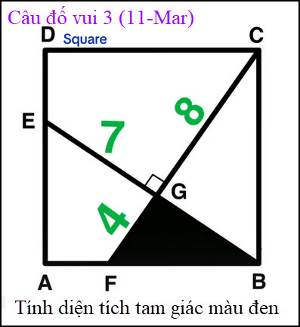 Câu đố vui 3 (11-Mar)
D Square C
E 7 8
G
4
A F B
Tính diện tích tam giác màu đen